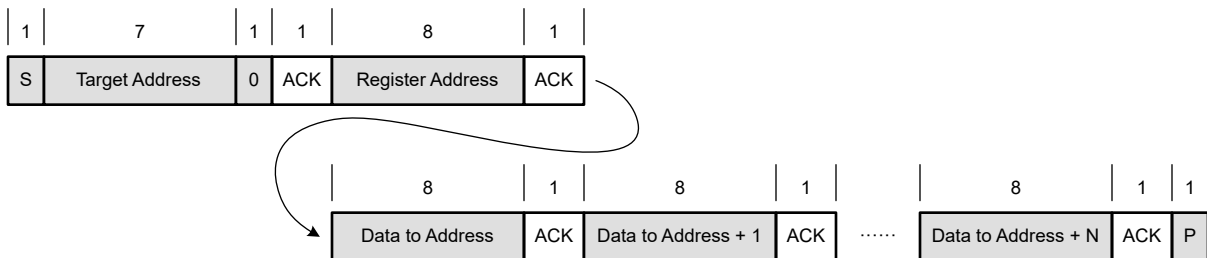 1 7 1 1 8 1
S Target Address 0 ACK Register Address ACK
8 1 8 1 8 1 1
Data to Address ACK Data to Address + 1 ACK ...... Data to Address + N ACK P